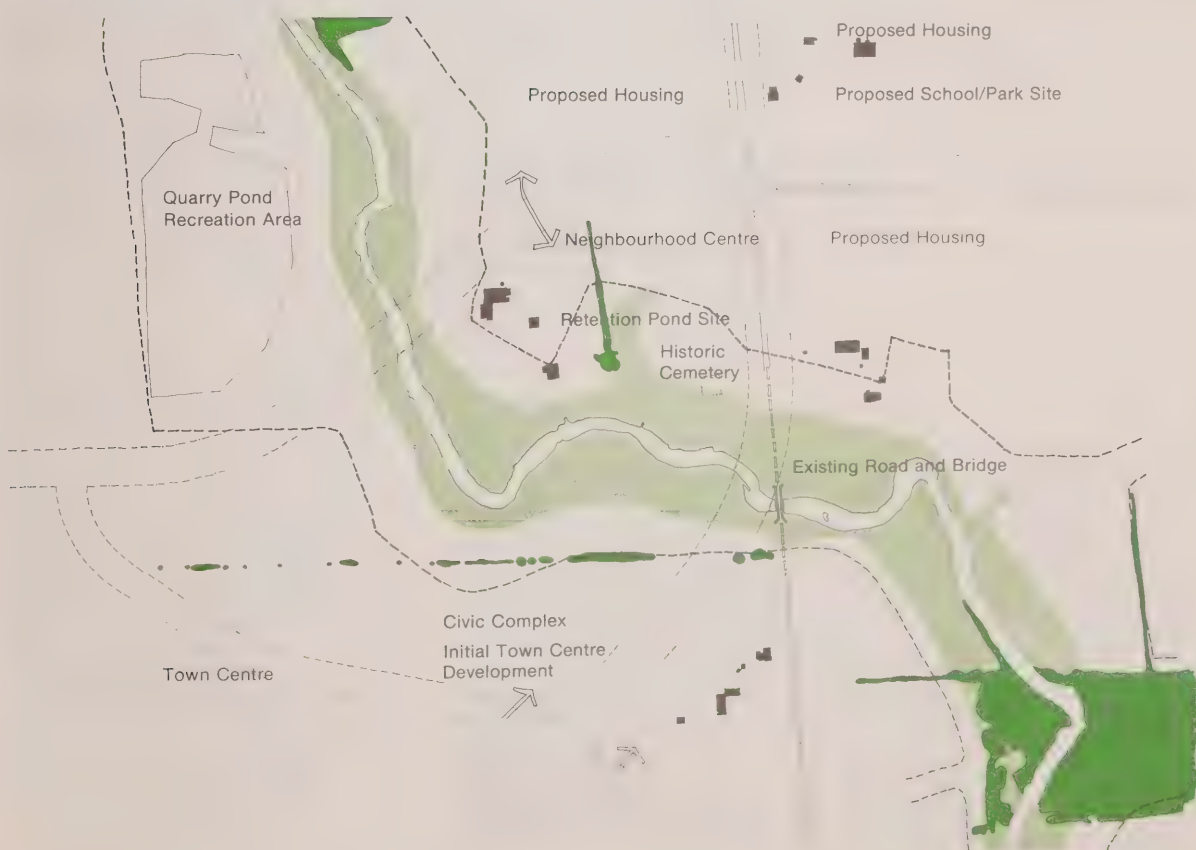 Proposed Housing
Proposed Housing
Proposed School/Park Site
Quarry Pond
Recreation Area
Neighbourhood Centre
Proposed Housing
Retention Pond Site
Historic
Cemetery
Existing Road and Bridge
Civic Complex
Initial Town Centre
Development
Town Centre